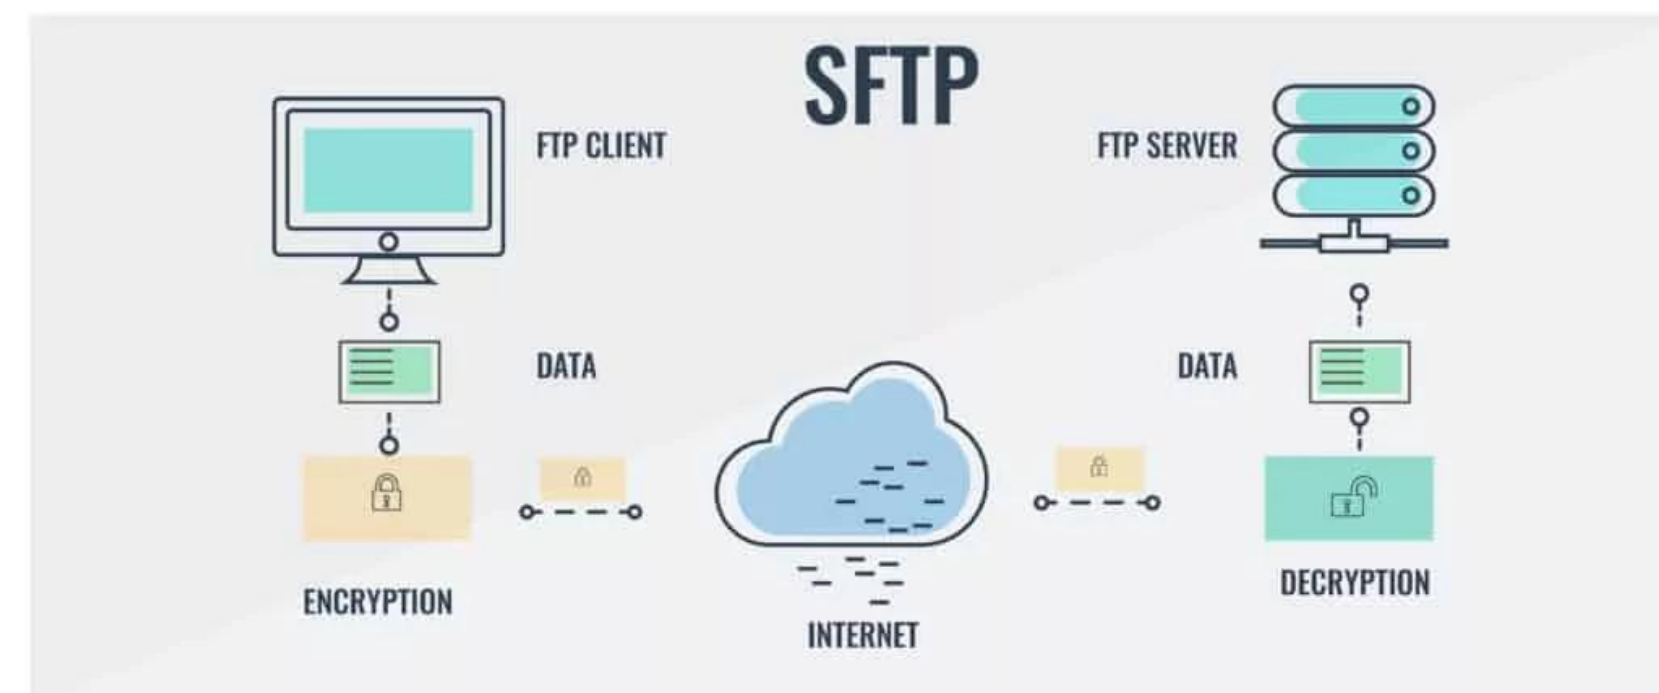 SFTP
FTP CLIENT
FTP SERVER
DATA
DATA
ENCRYPTION
DECRYPTION
INTERNET